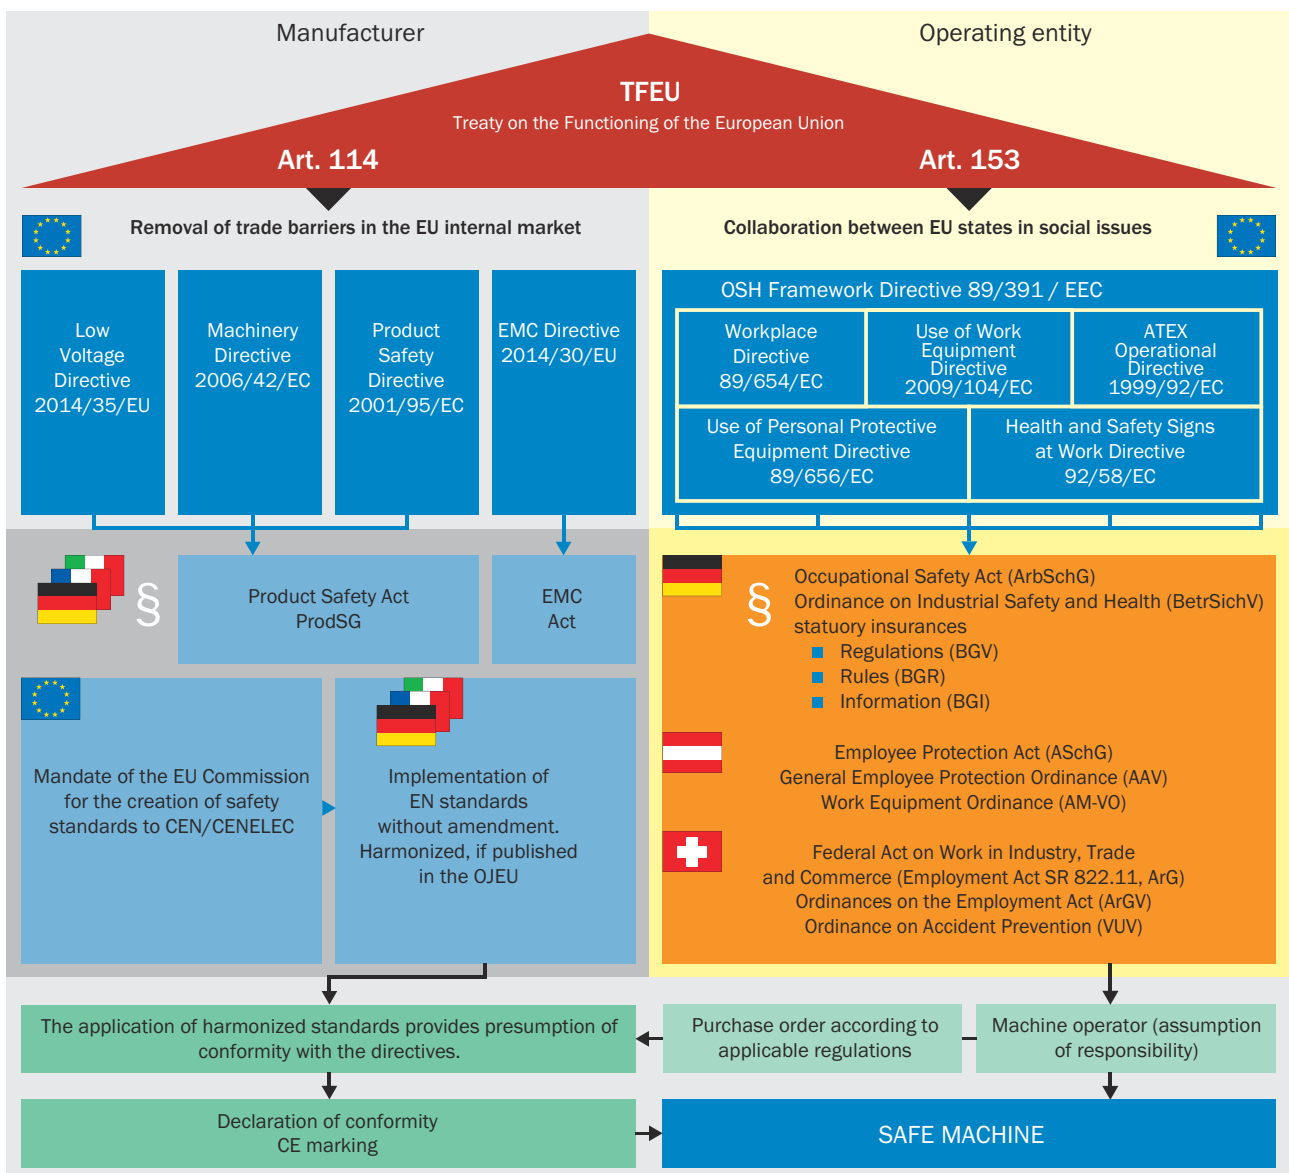 Manufacturer
Operating entity
TFEU
Treaty on the Functioning of the European Union
Art. 114
Art. 153
Removal of trade barriers in the EU internal market
Collaboration between EU states in social issues
Low
Voltage
Directive
2014/35/EU
Machinery
Directive
2006/42/EC
Product
Safety
Directive
2001/95/EC
EMC Directive
2014/30/EU
OSH Framework Directive 89/391 / EEC
Workplace
Directive
89/654/EC
Use of Work
Equipment
Directive
2009/104/EC
ATEX
Operational
Directive
1999/92/EC
Use of Personal Protective
Equipment Directive
89/656/EC
Health and Safety Signs
at Work Directive
92/58/EC
§
Product Safety Act
ProdSG
EMC
Act
§
Occupational Safety Act (ArbSchG)
Ordinance on Industrial Safety and Health (BetrSichV)
statuory insurances
Regulations (BGV)
Rules (BGR)
Information (BGI)
Mandate of the EU Commission
for the creation of safety
standards to CEN/CENELEC
Implementation of
EN standards
without amendment.
Harmonized, if published
in the OJEU
Employee Protection Act (ASchG)
General Employee Protection Ordinance (AAV)
Work Equipment Ordinance (AM-VO)
Federal Act on Work in Industry, Trade
and Commerce (Employment Act SR 822.11, ArG)
Ordinances on the Employment Act (ArGV)
Ordinance on Accident Prevention (VUV)
The application of harmonized standards provides presumption of
conformity with the directives.
Purchase order according to
applicable regulations
Machine operator (assumption
of responsibility)
Declaration of conformity
CE marking
SAFE MACHINE